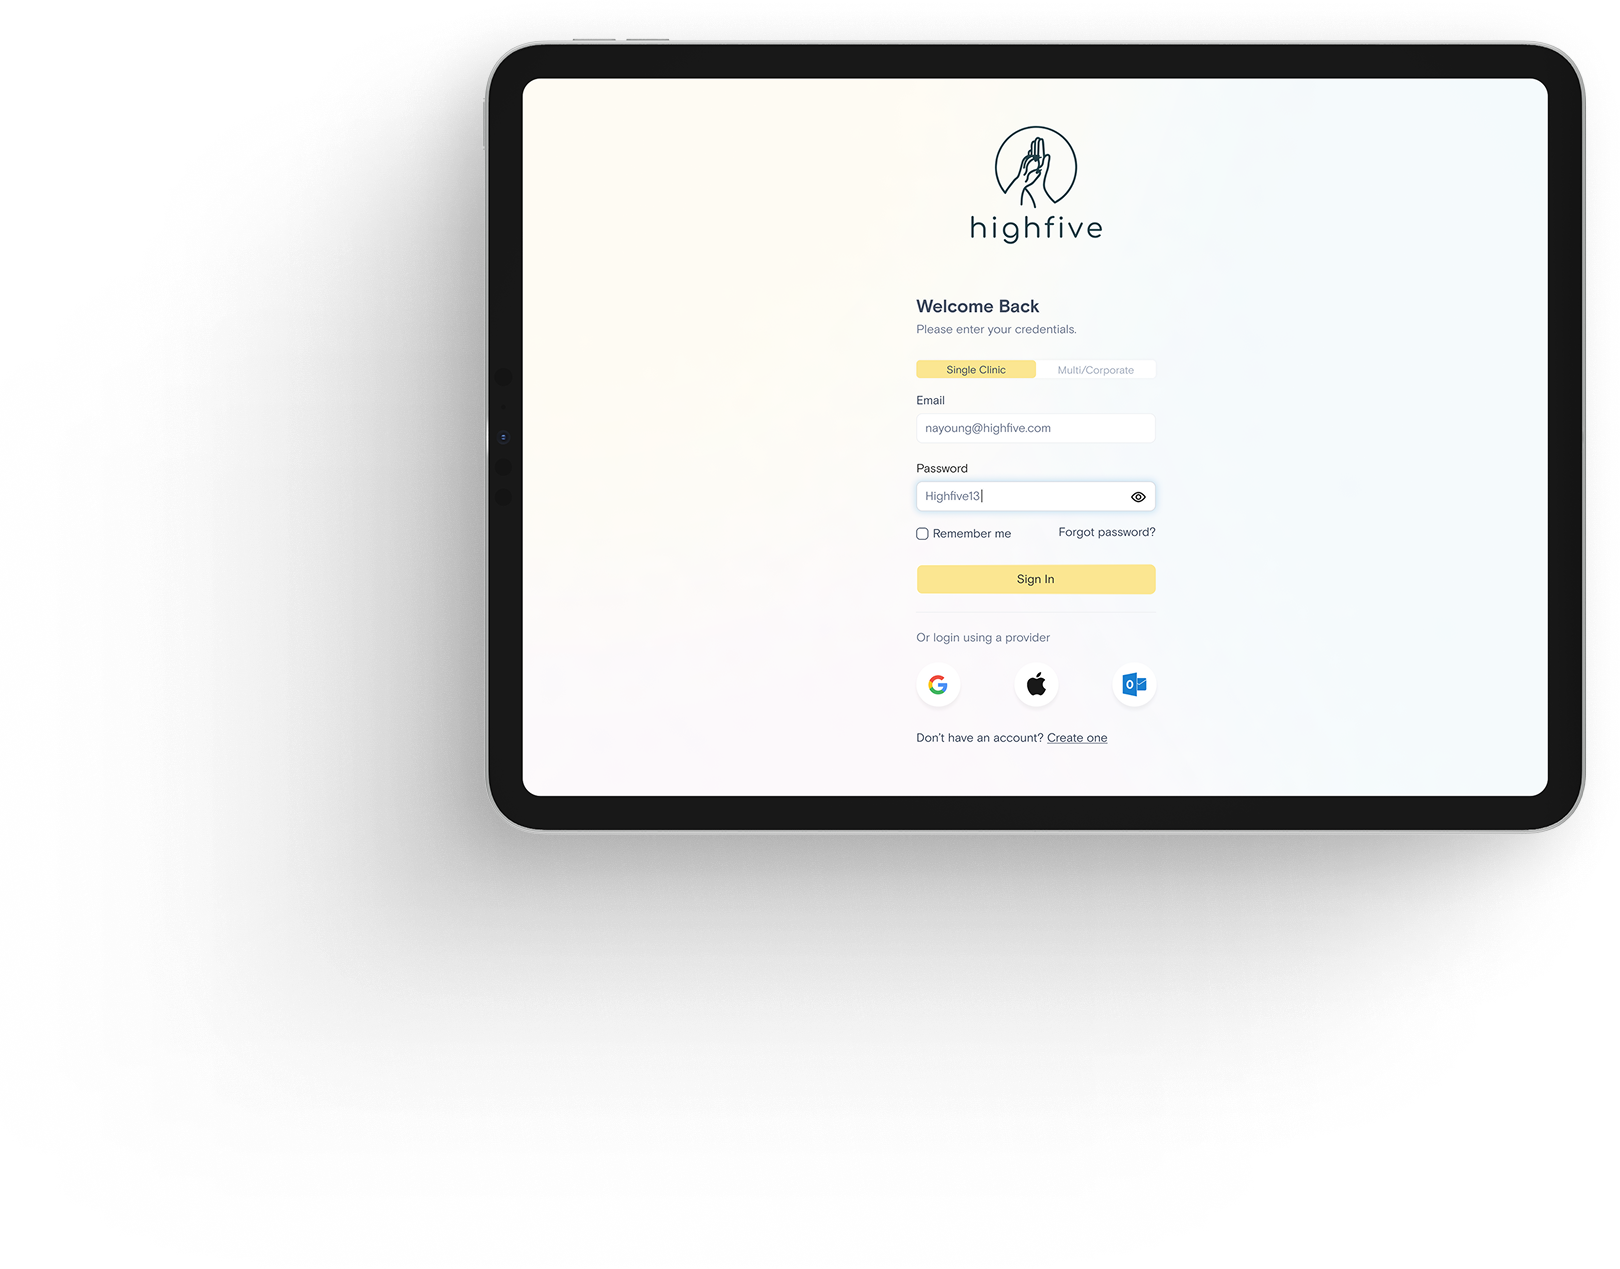 highfive
Welcome Back
Please enter your credentials.
Single Clinic Multi/Corporate
Email
nayoung@highfive.com
Password
Highfive13
Remember me Forgot password?
Sign In
Or login using a provider
Don't have an account? Create one